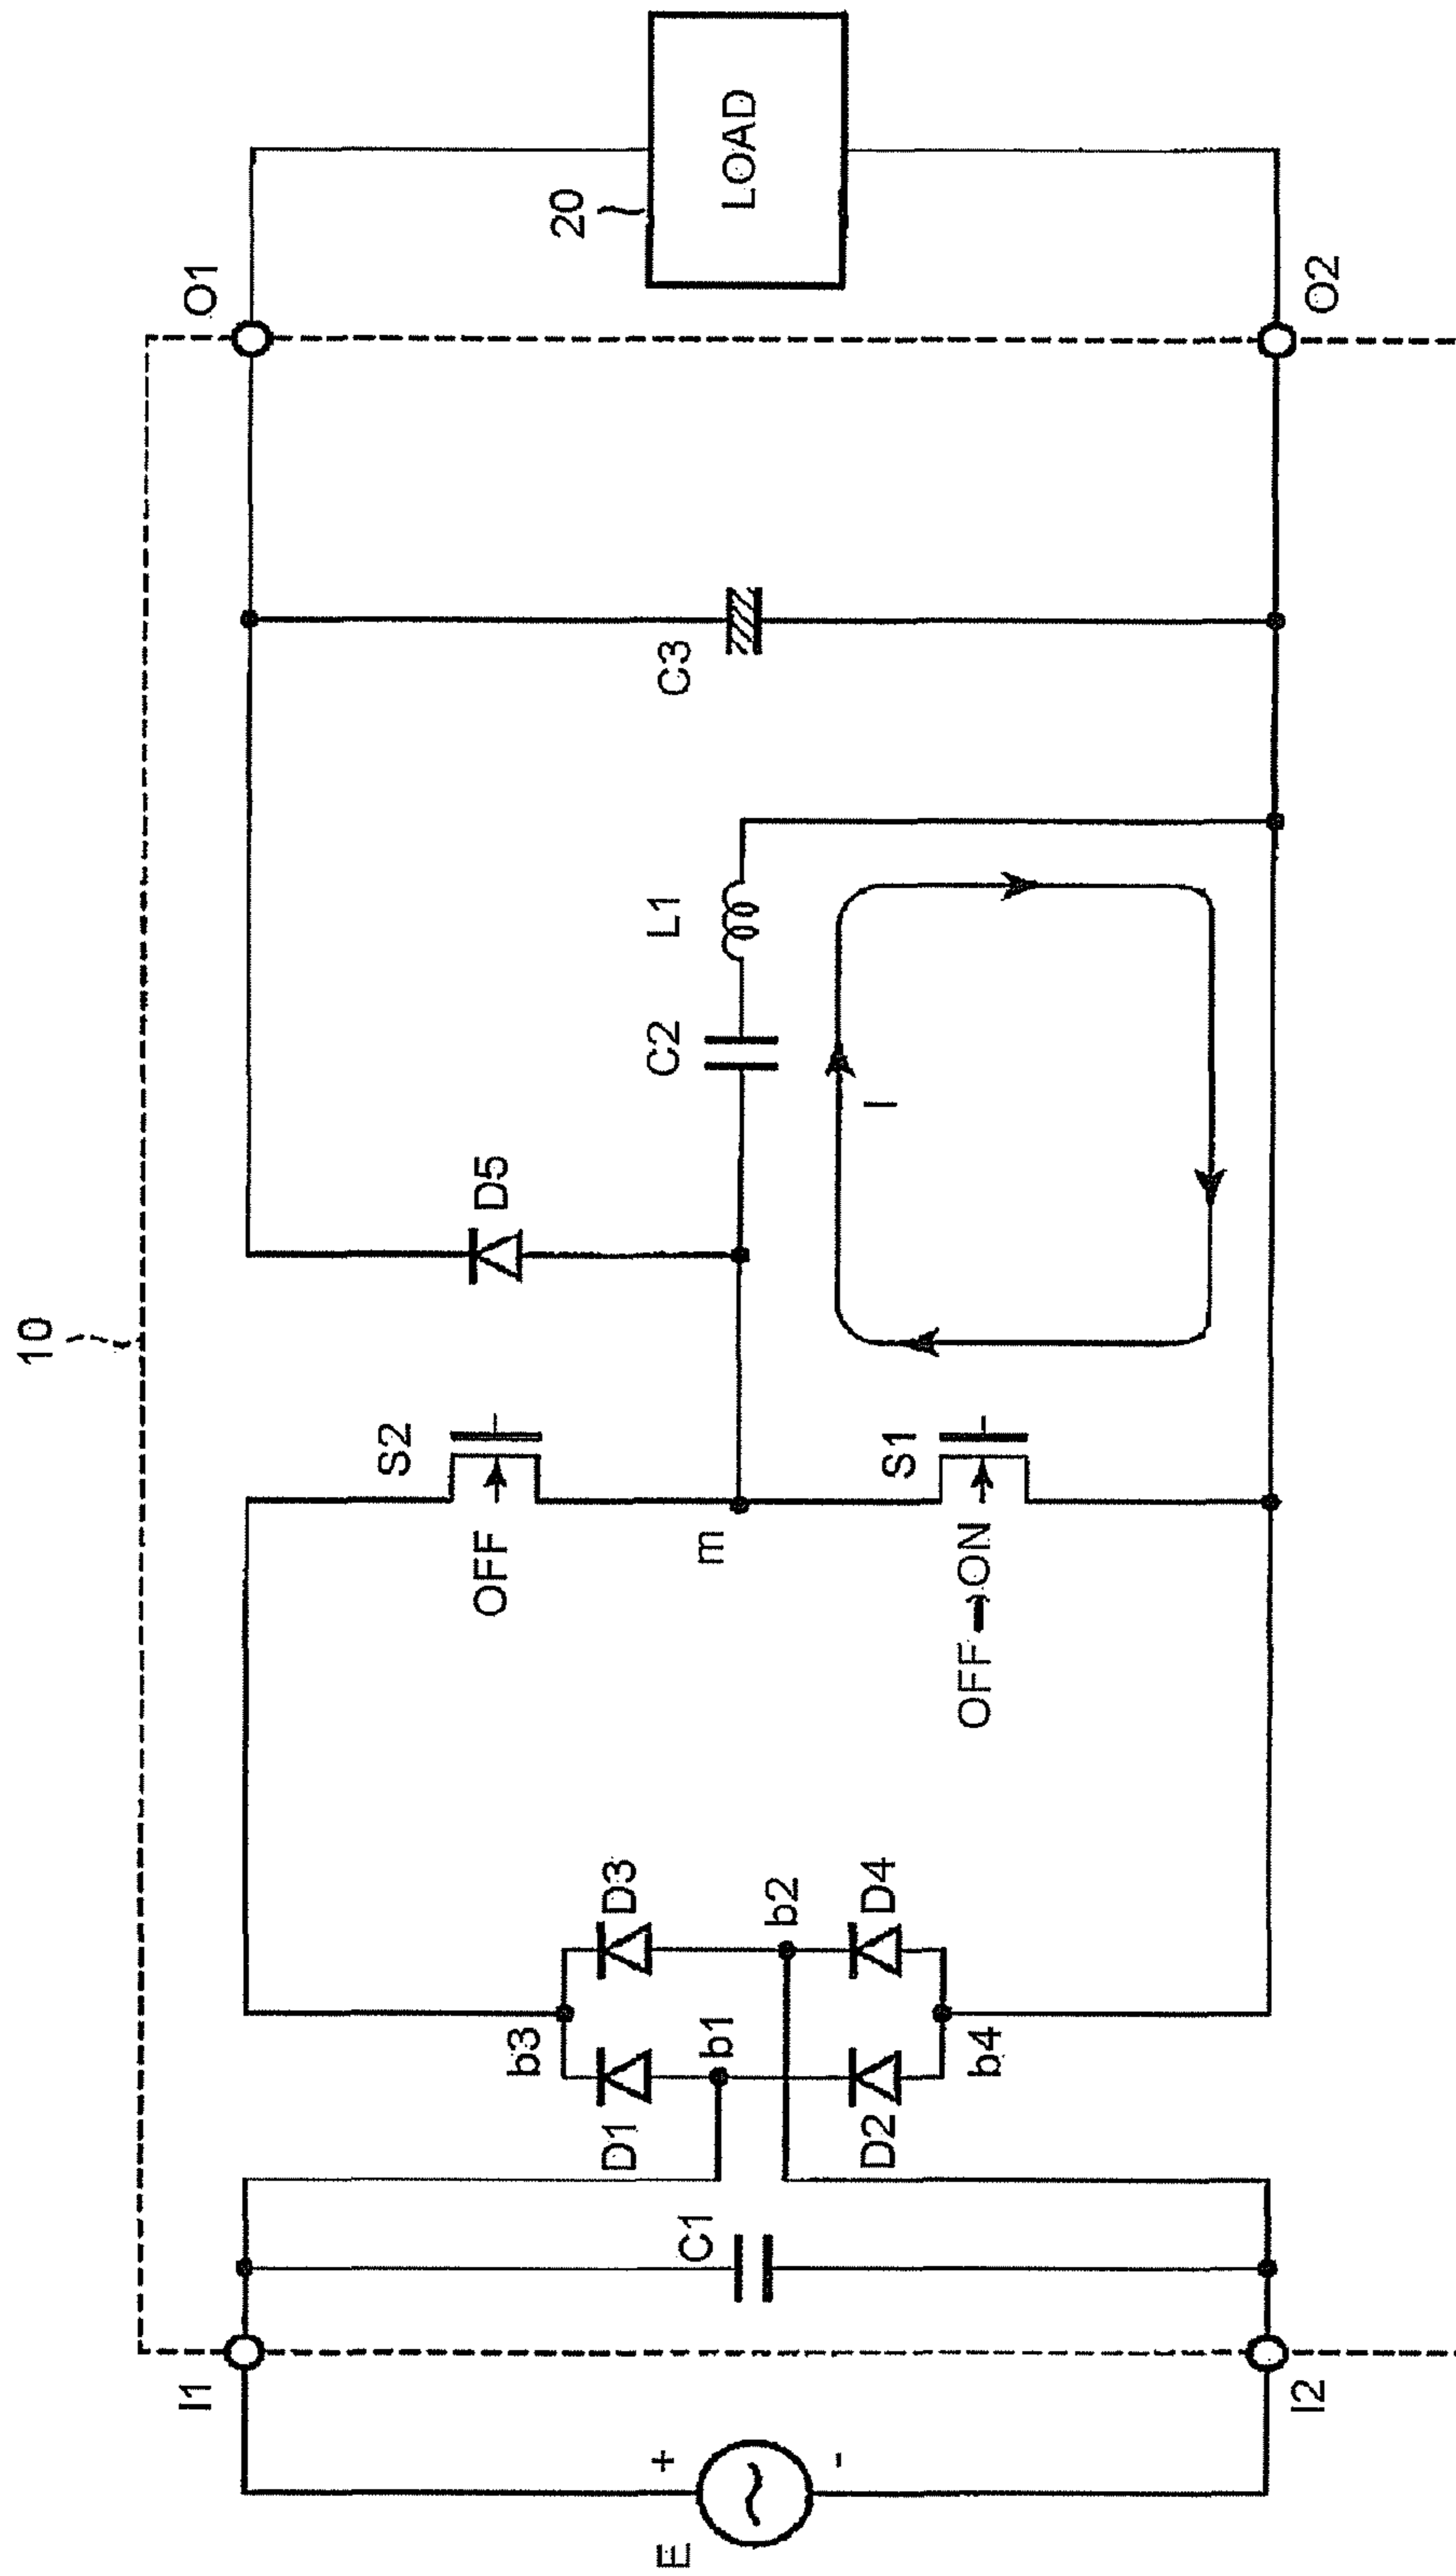 10
I1
I2
E
+
-
C1
D1
D2
D3
D4
b1
b2
b3
b4
S2
OFF
m
S1
OFF→ON
D5
C2
L1
I
C3
O1
O2
20
LOAD